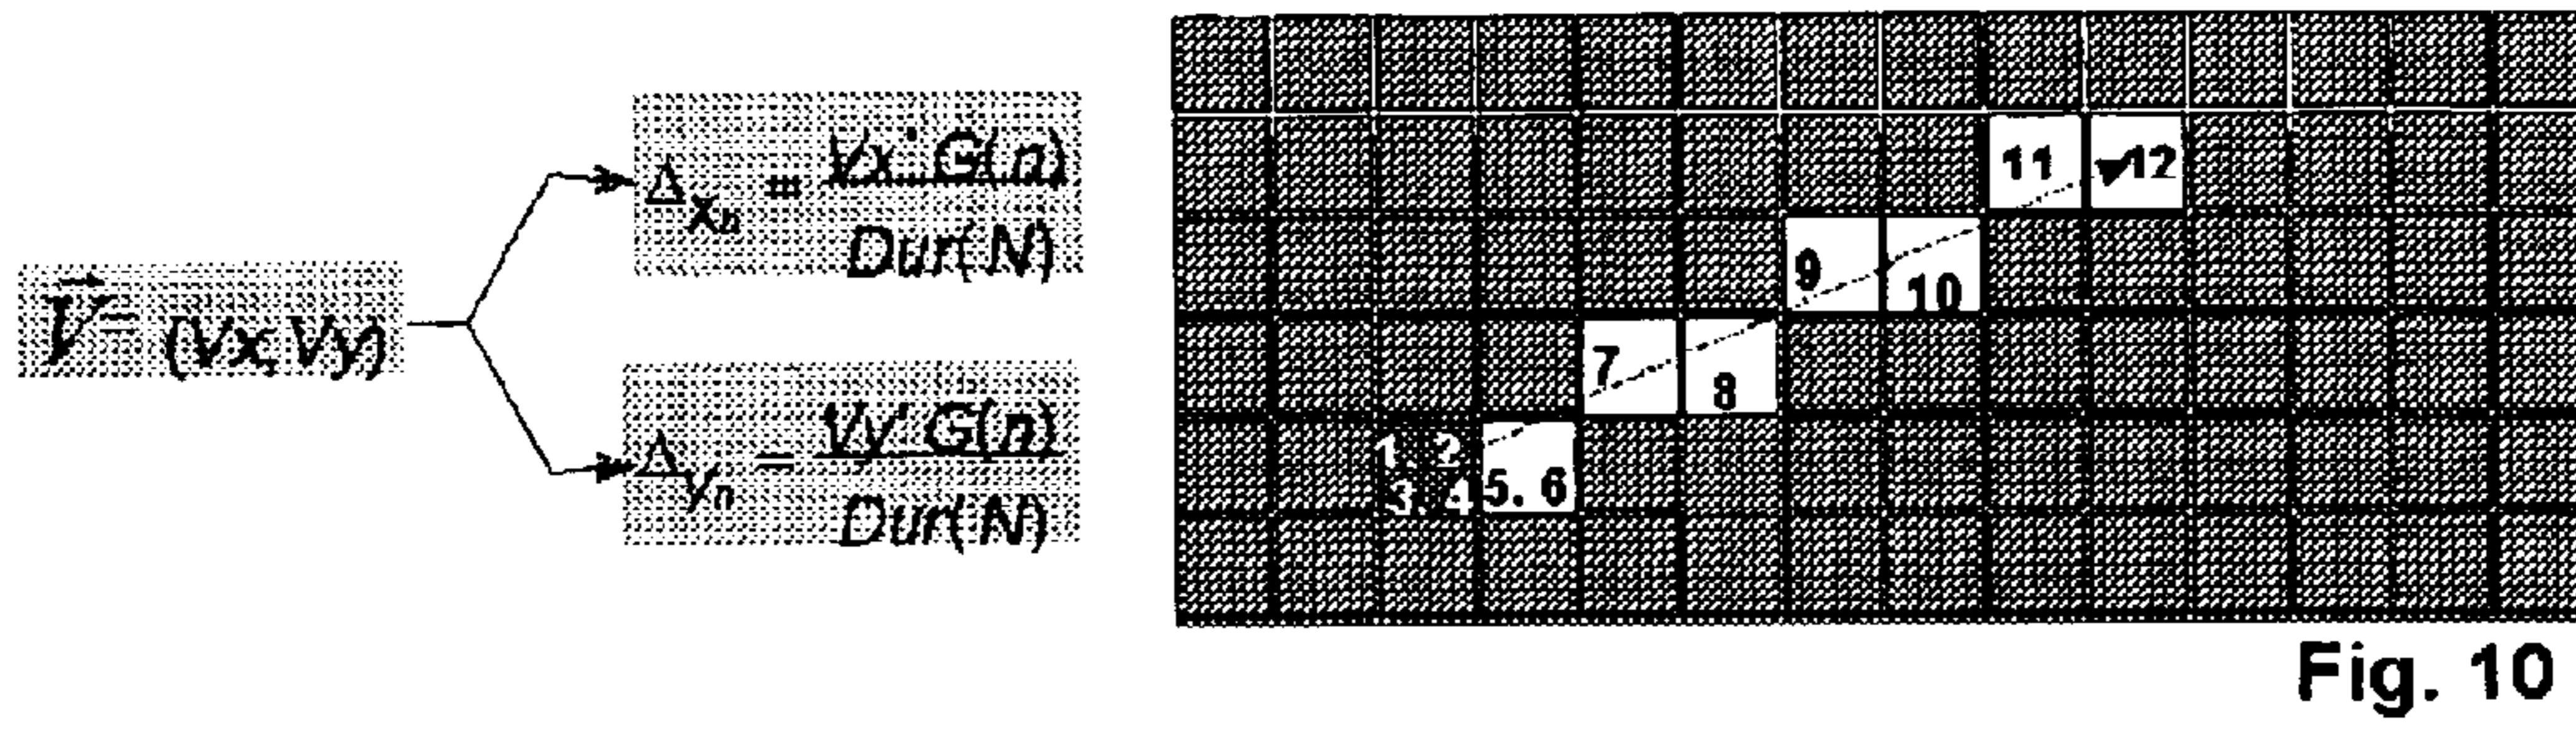 V⃗= (Vx, Vy)
Δxn = Vx · G(n)
Dur(N)
Δyn = Vy · G(n)
Dur(N)
11 12
9 10
7 8
1. 2
3. 4 5. 6
Fig. 10